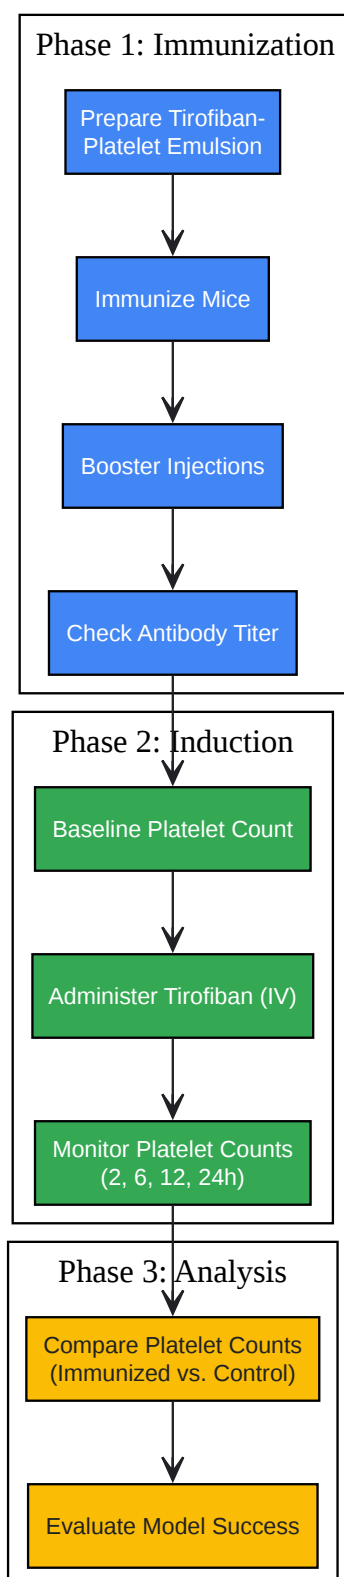 Phase 1: Immunization
Prepare Tirofiban-
Platelet Emulsion
Immunize Mice
Booster Injections
Check Antibody Titer
Phase 2: Induction
Baseline Platelet Count
Administer Tirofiban (IV)
Monitor Platelet Counts
(2, 6, 12, 24h)
Phase 3: Analysis
Compare Platelet Counts
(Immunized vs. Control)
Evaluate Model Success